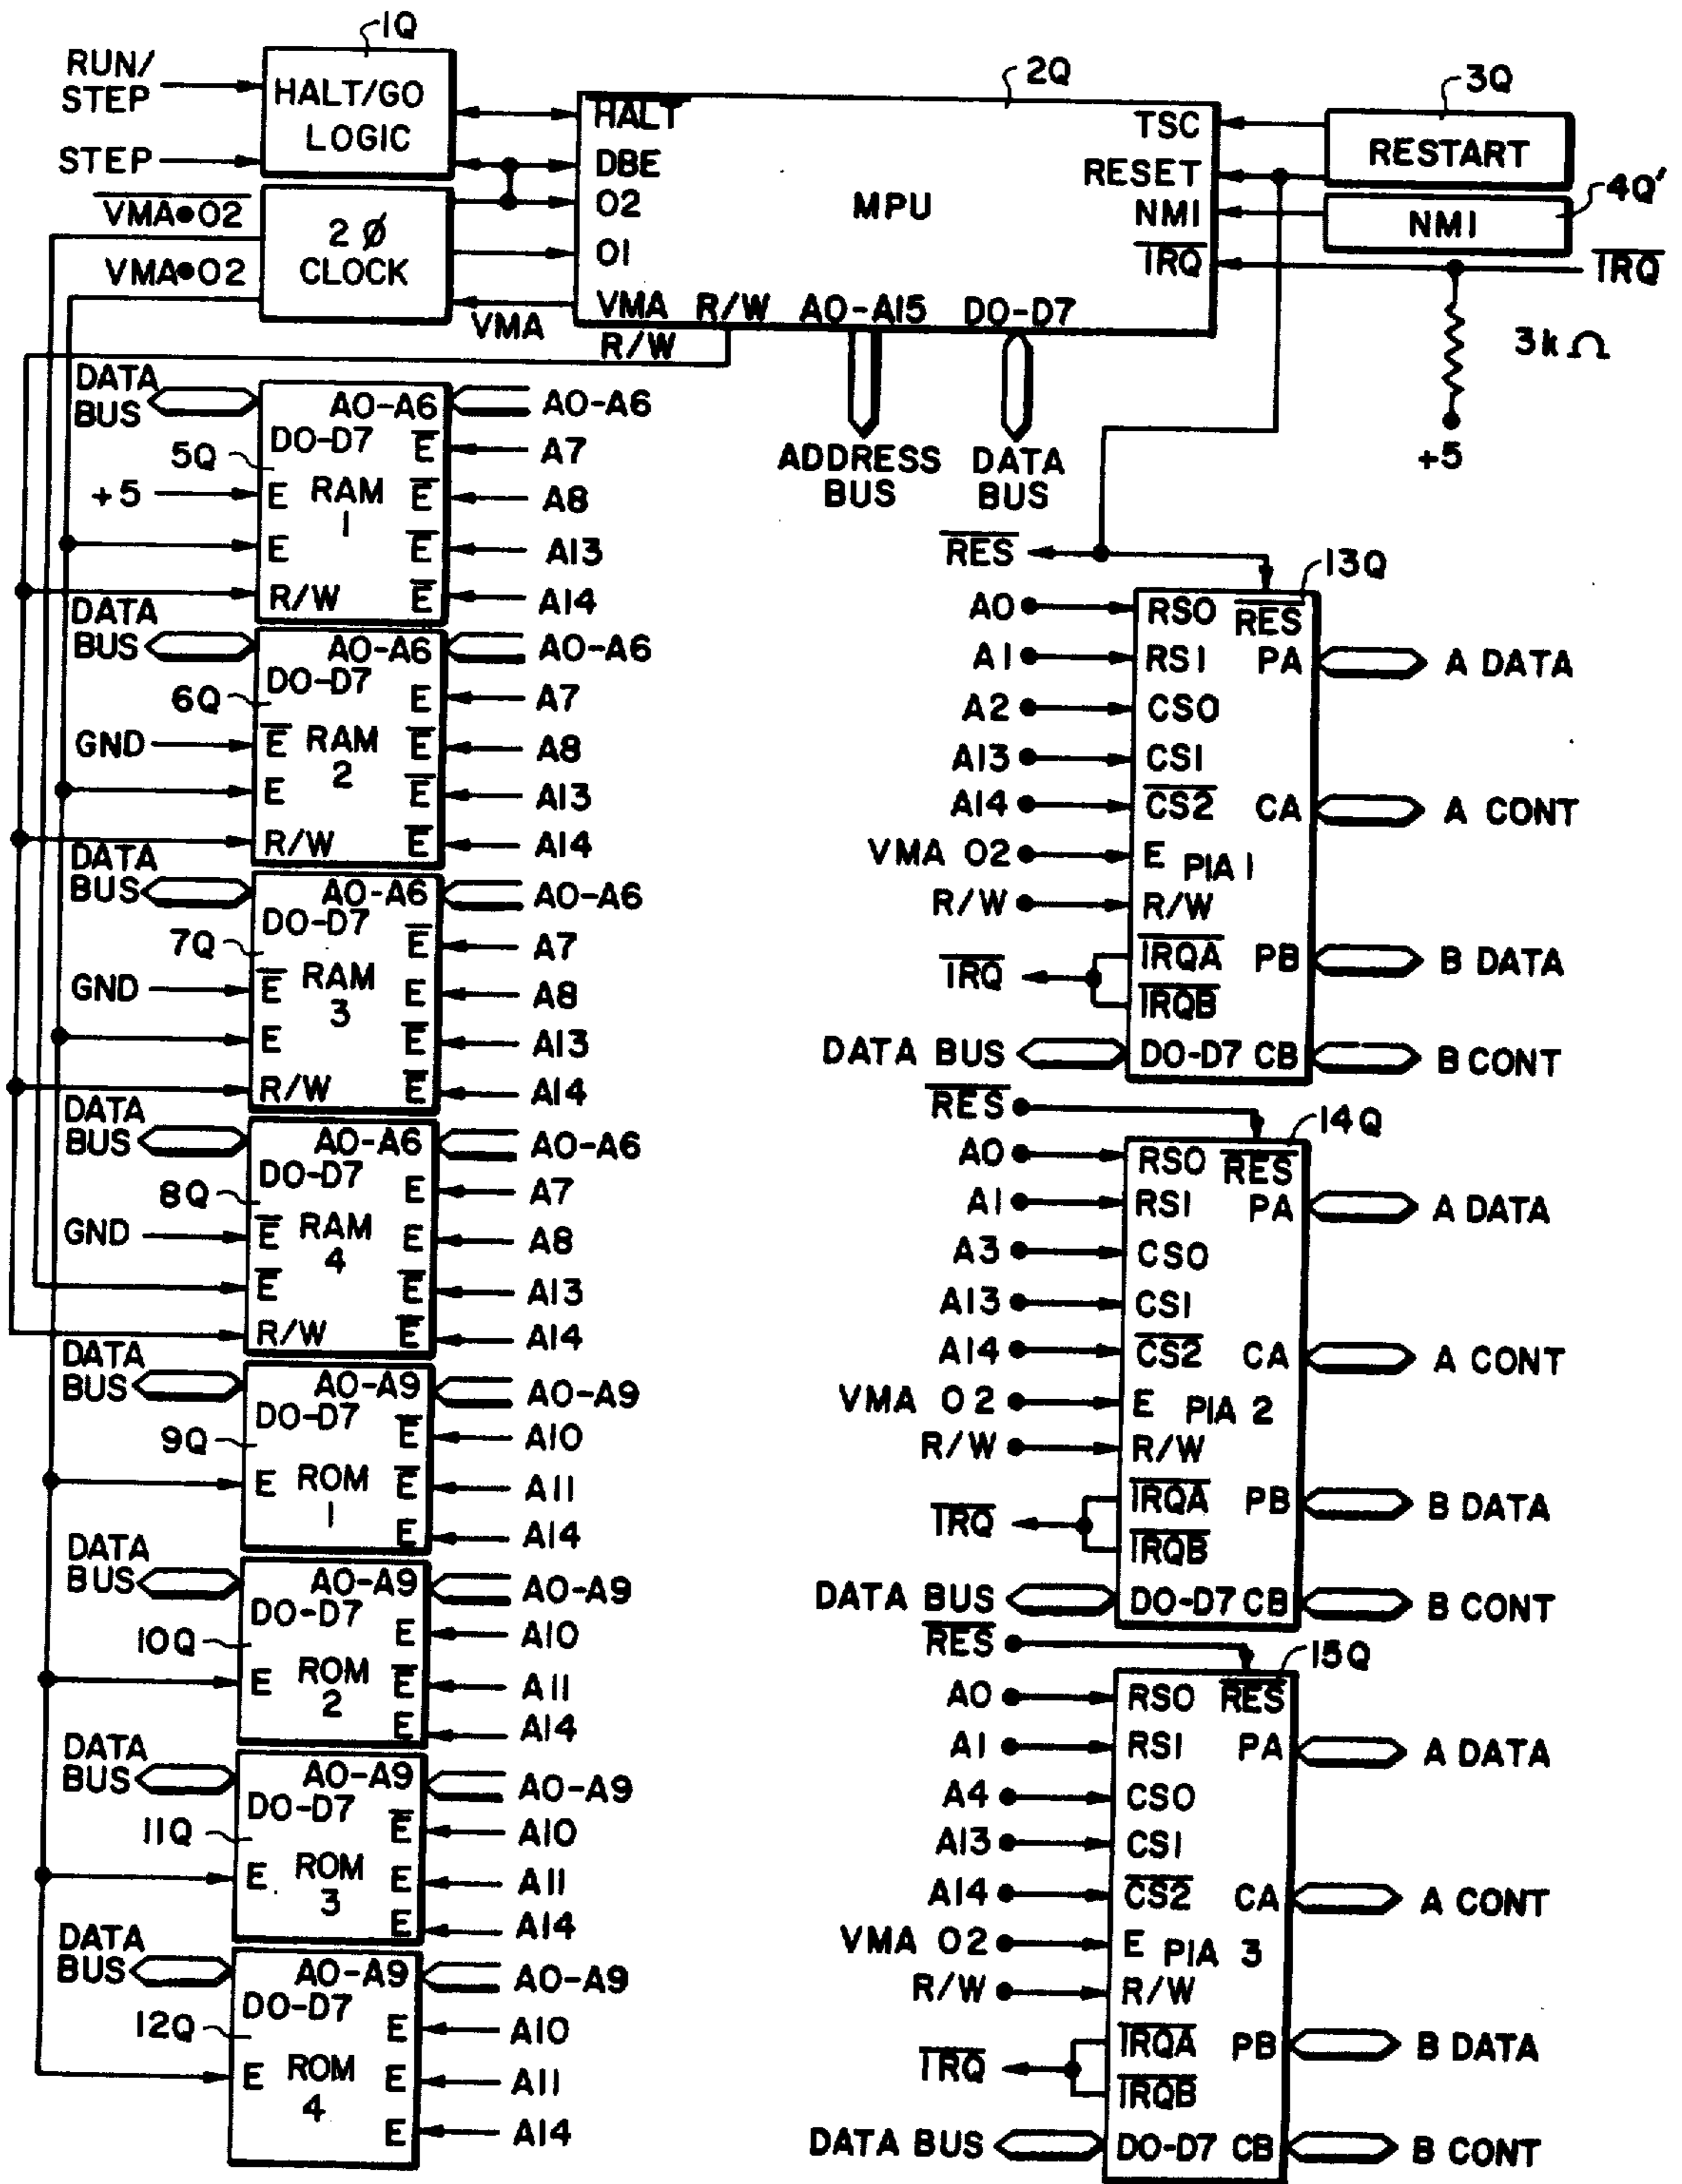 1Q
RUN/
STEP
HALT/GO
LOGIC
STEP
2Q
HALT
DBE
O2
O1
VMA R/W A0-A15 D0-D7
MPU
TSC
RESET
NMI
IRQ
3Q
RESTART
4Q'
NMI
IRQ
3kΩ
+5
VMA•O2
VMA•O2
2 Ø
CLOCK
VMA
R/W
ADDRESS
BUS
DATA
BUS
DATA
BUS
A0-A6
A0-A6
D0-D7
5Q
E
A7
+5
E
RAM
1
E
A8
E
E
A13
R/W
E
A14
DATA
BUS
A0-A6
A0-A6
D0-D7
6Q
E
A7
GND
E
RAM
2
E
A8
E
E
A13
R/W
E
A14
DATA
BUS
A0-A6
A0-A6
D0-D7
7Q
E
A7
GND
E
RAM
3
E
A8
E
E
A13
R/W
E
A14
DATA
BUS
A0-A6
A0-A6
D0-D7
8Q
E
A7
GND
E
RAM
4
E
A8
E
E
A13
R/W
E
A14
DATA
BUS
A0-A9
A0-A9
D0-D7
9Q
E
A10
E
ROM
1
E
A11
E
A14
DATA
BUS
A0-A9
A0-A9
D0-D7
10Q
E
A10
E
ROM
2
E
A11
E
A14
DATA
BUS
A0-A9
A0-A9
D0-D7
11Q
E
A10
E
ROM
3
E
A11
E
A14
DATA
BUS
A0-A9
A0-A9
D0-D7
12Q
E
A10
E
ROM
4
E
A11
E
A14
RES
13Q
A0
RS0
RES
A1
RS1
PA
A DATA
A2
CS0
A13
CS1
A14
CS2
CA
A CONT
VMA O2
E
PIA 1
R/W
R/W
IRQ
IRQA
PB
B DATA
IRQB
DATA BUS
D0-D7
CB
B CONT
RES
14Q
A0
RS0
RES
A1
RS1
PA
A DATA
A3
CS0
A13
CS1
A14
CS2
CA
A CONT
VMA O2
E
PIA 2
R/W
R/W
IRQ
IRQA
PB
B DATA
IRQB
DATA BUS
D0-D7
CB
B CONT
RES
15Q
A0
RS0
RES
A1
RS1
PA
A DATA
A4
CS0
A13
CS1
A14
CS2
CA
A CONT
VMA O2
E
PIA 3
R/W
R/W
IRQ
IRQA
PB
B DATA
IRQB
DATA BUS
D0-D7
CB
B CONT